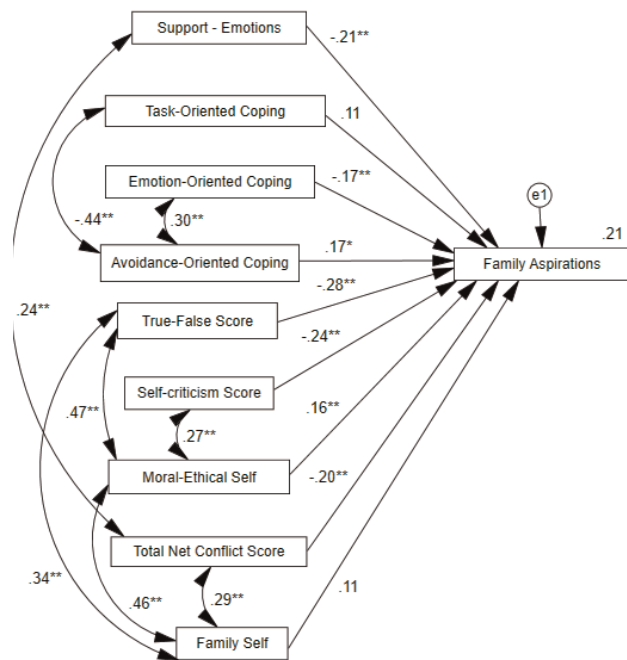 Support - Emotions
-.21**
Task-Oriented Coping
.11
Emotion-Oriented Coping
-.17**
e1
-.44**
.30**
.21
Avoidance-Oriented Coping
.17*
Family Aspirations
-.28**
.24**
True-False Score
-.24**
Self-criticism Score
.47**
.16**
.27**
Moral-Ethical Self
-.20**
Total Net Conflict Score
.34**
.46**
.29**
.11
Family Self